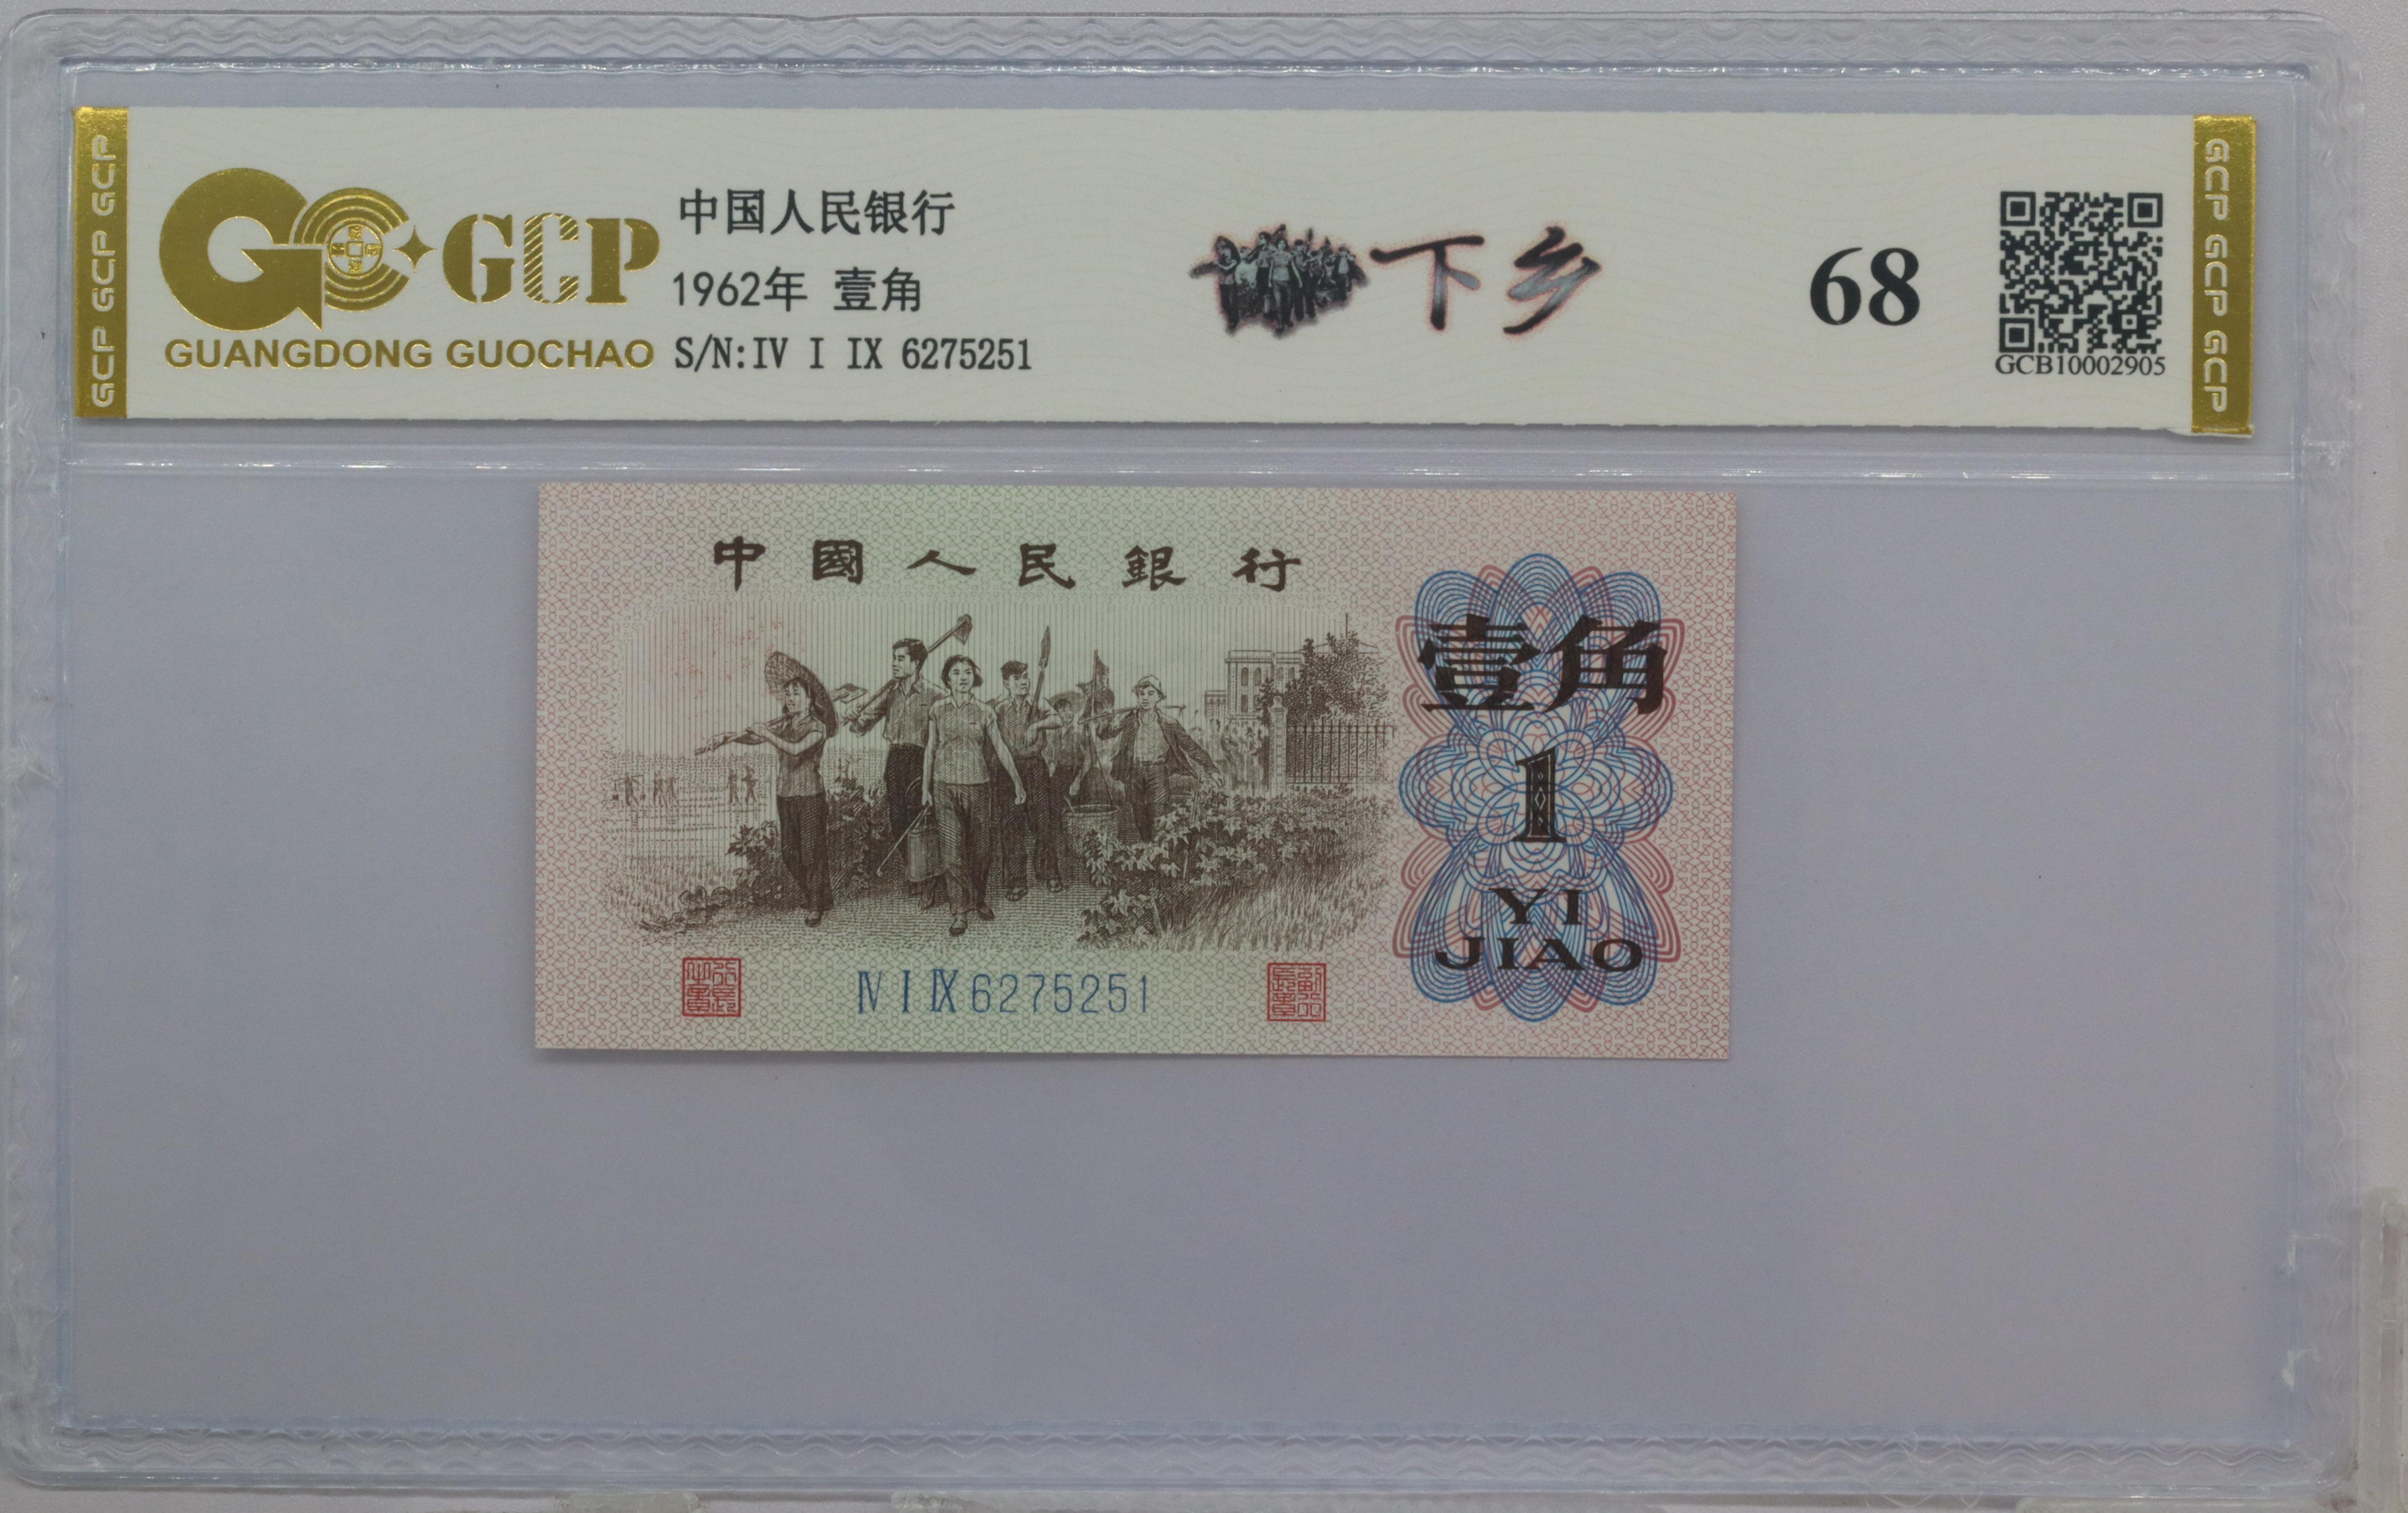 GCP GCP GCP
GCP
GUANGDONG GUOCHAO
中国人民银行
1962年 壹角
S/N:IV I IX 6275251
下乡
68
GCB10002905
GCP GCP GCP
中國人民銀行
壹角
1
YI
JIAO
IV I IX 6275251